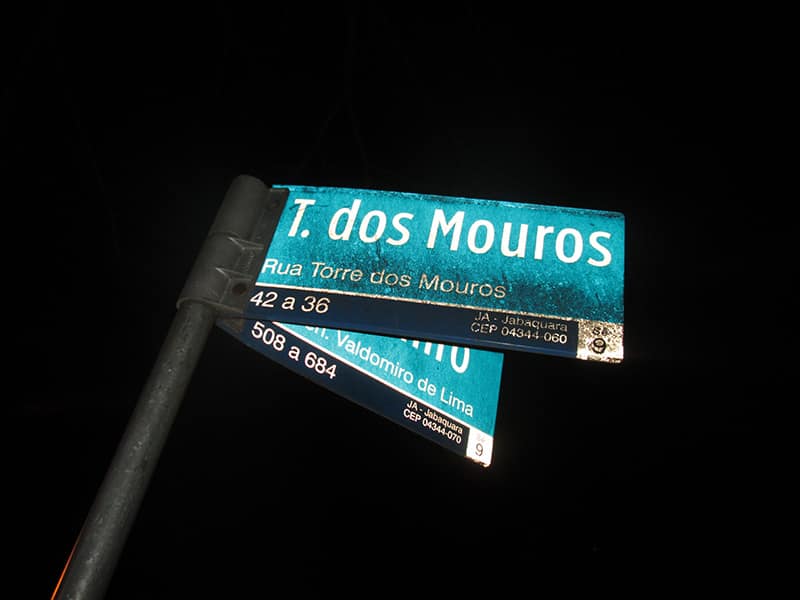 T. dos Mouros
Rua Torre dos Mouros
42 a 36
JA - Jabaquara
CEP 04344-060
9
Valdomiro de Lima
508 a 684
JA - Jabaquara
CEP 04344-070
9